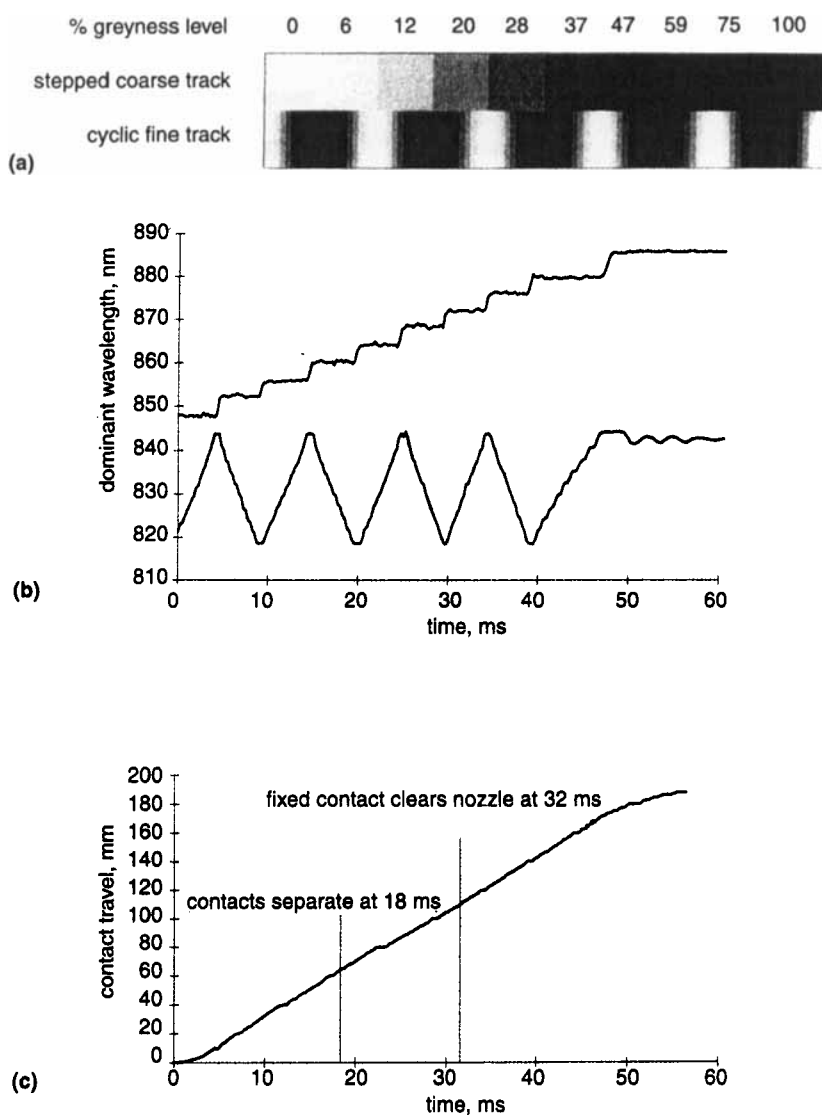 % greyness level 0 6 12 20 28 37 47 59 75 100
stepped coarse track
cyclic fine track
(a)
890
880
870
860
850
840
830
820
810
dominant wavelength, nm
0 10 20 30 40 50 60
time, ms
(b)
200
180
160
140
120
100
80
60
40
20
0
contact travel, mm
fixed contact clears nozzle at 32 ms
contacts separate at 18 ms
0 10 20 30 40 50 60
time, ms
(c)